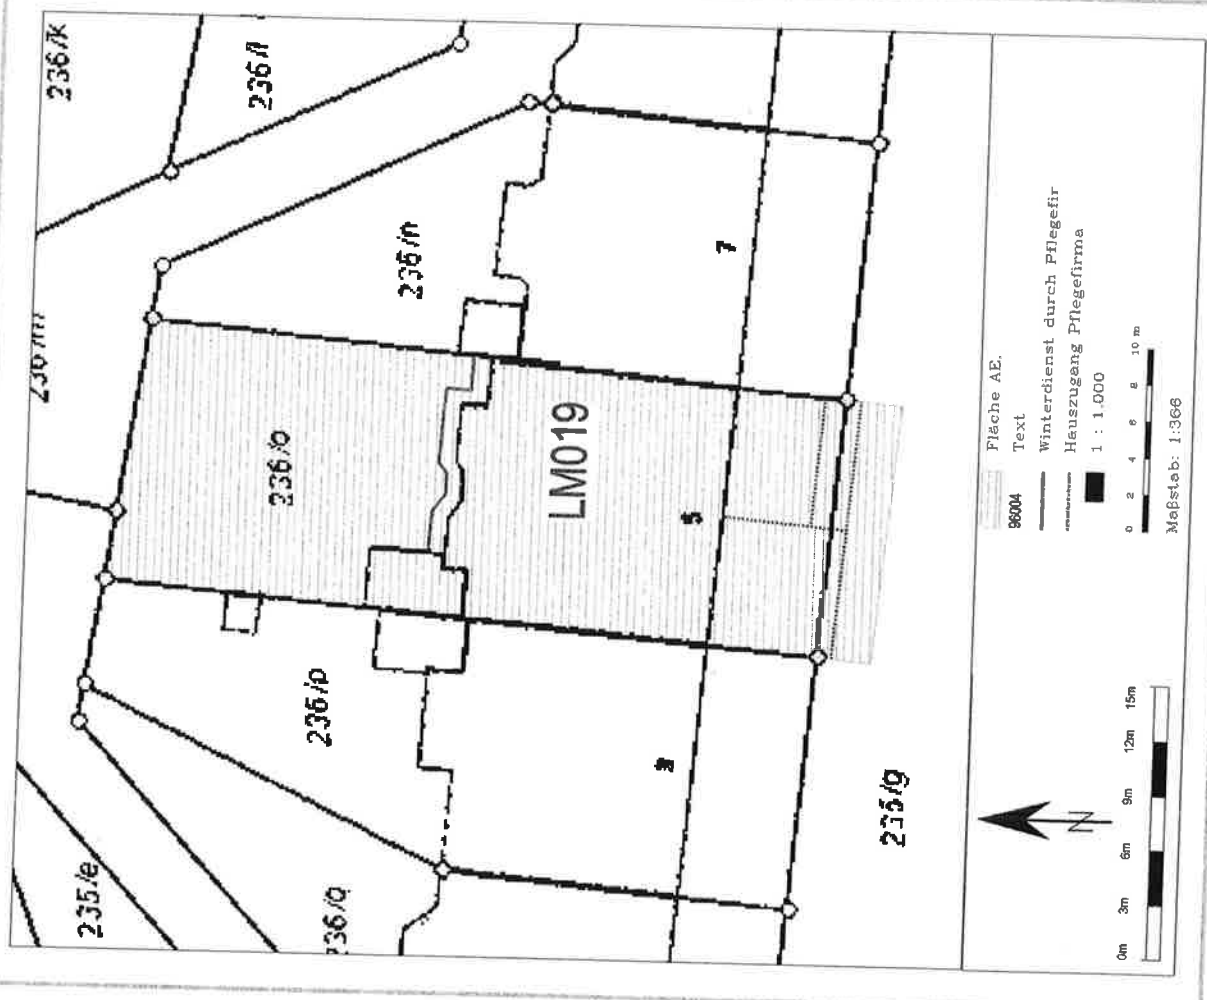 236/k
236/l
236/m
236/n
236/o
LM019
7
5
3
236/p
236/q
235/e
235/g
Fläche AE.
96004 Text
Winterdienst durch Pflegefir
Hauszugang Pflegefirma
1 : 1.000
0 2 4 6 8 10 m
Maßstab: 1:366
N
0m 3m 6m 9m 12m 15m